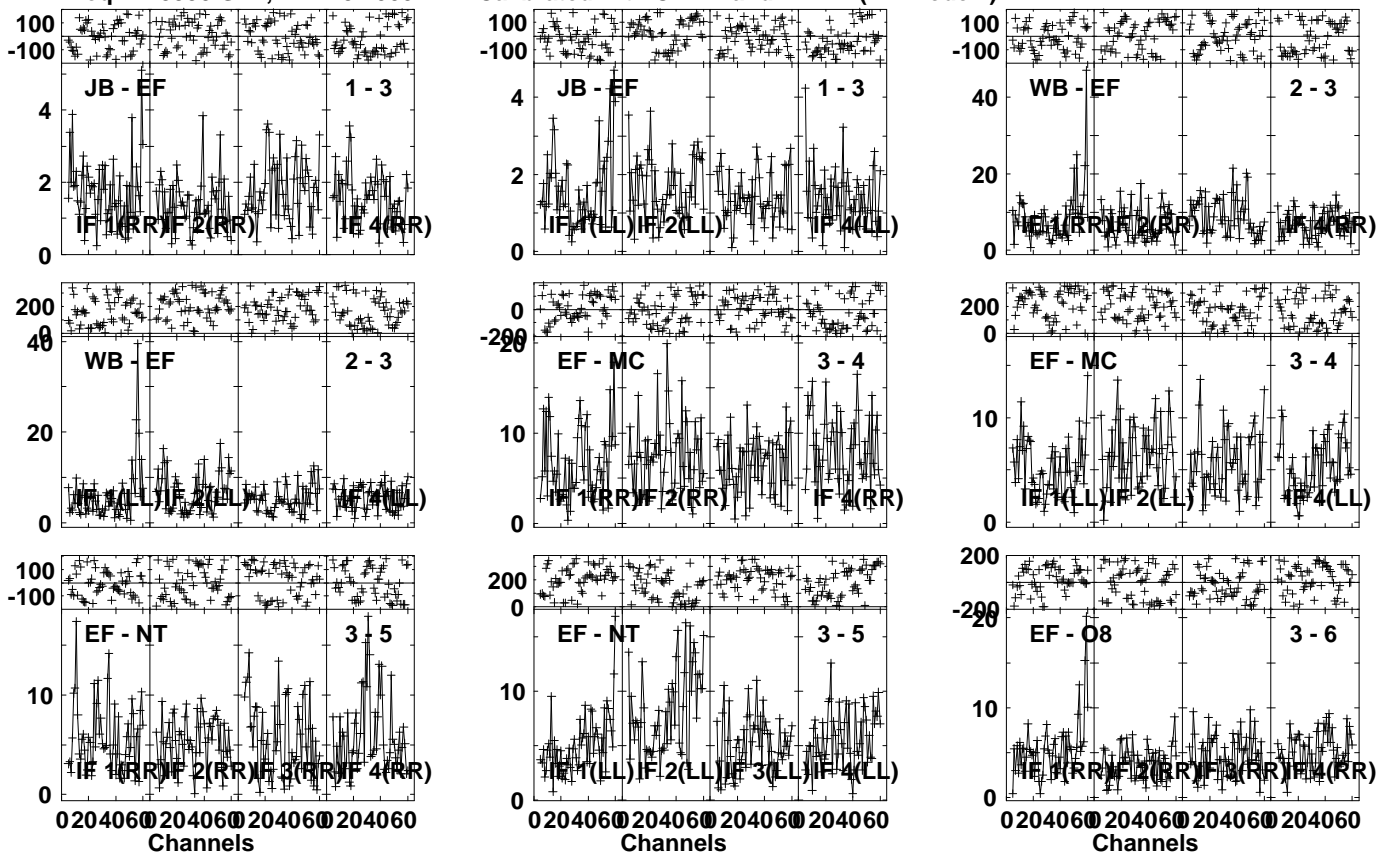 100 100 100
-100 -100 -100
JB - EF 1 - 3 JB - EF 1 - 3 WB - EF 2 - 3
4 4 40
2 2 20
IF 1(RR) IF 2(RR) IF 4(RR) IF 1(LL) IF 2(LL) IF 4(LL) IF 1(RR) IF 2(RR) IF 4(RR)
0 0 0
200 0 200
0 -200 0
40 20
WB - EF 2 - 3 EF - MC 3 - 4 EF - MC 3 - 4
20 10 10
IF 1(LL) IF 2(LL) IF 4(LL) IF 1(RR) IF 2(RR) IF 4(RR) IF 1(LL) IF 2(LL) IF 4(LL)
0 0 0
100 200 200
-100 0 -200
20
EF - NT 3 - 5 EF - NT 3 - 5 EF - O8 3 - 6
10 10 10
IF 1(RR) IF 2(RR) IF 3(RR) IF 4(RR) IF 1(LL) IF 2(LL) IF 3(LL) IF 4(LL) IF 1(RR) IF 2(RR) IF 3(RR) IF 4(RR)
0 0 0
0 20 40 60 0 20 40 60 0 20 40 60 0 20 40 60 0 20 40 60 0 20 40 60 0 20 40 60 0 20 40 60 0 20 40 60 0 20 40 60 0 20 40 60 0 20 40 60
Channels Channels Channels